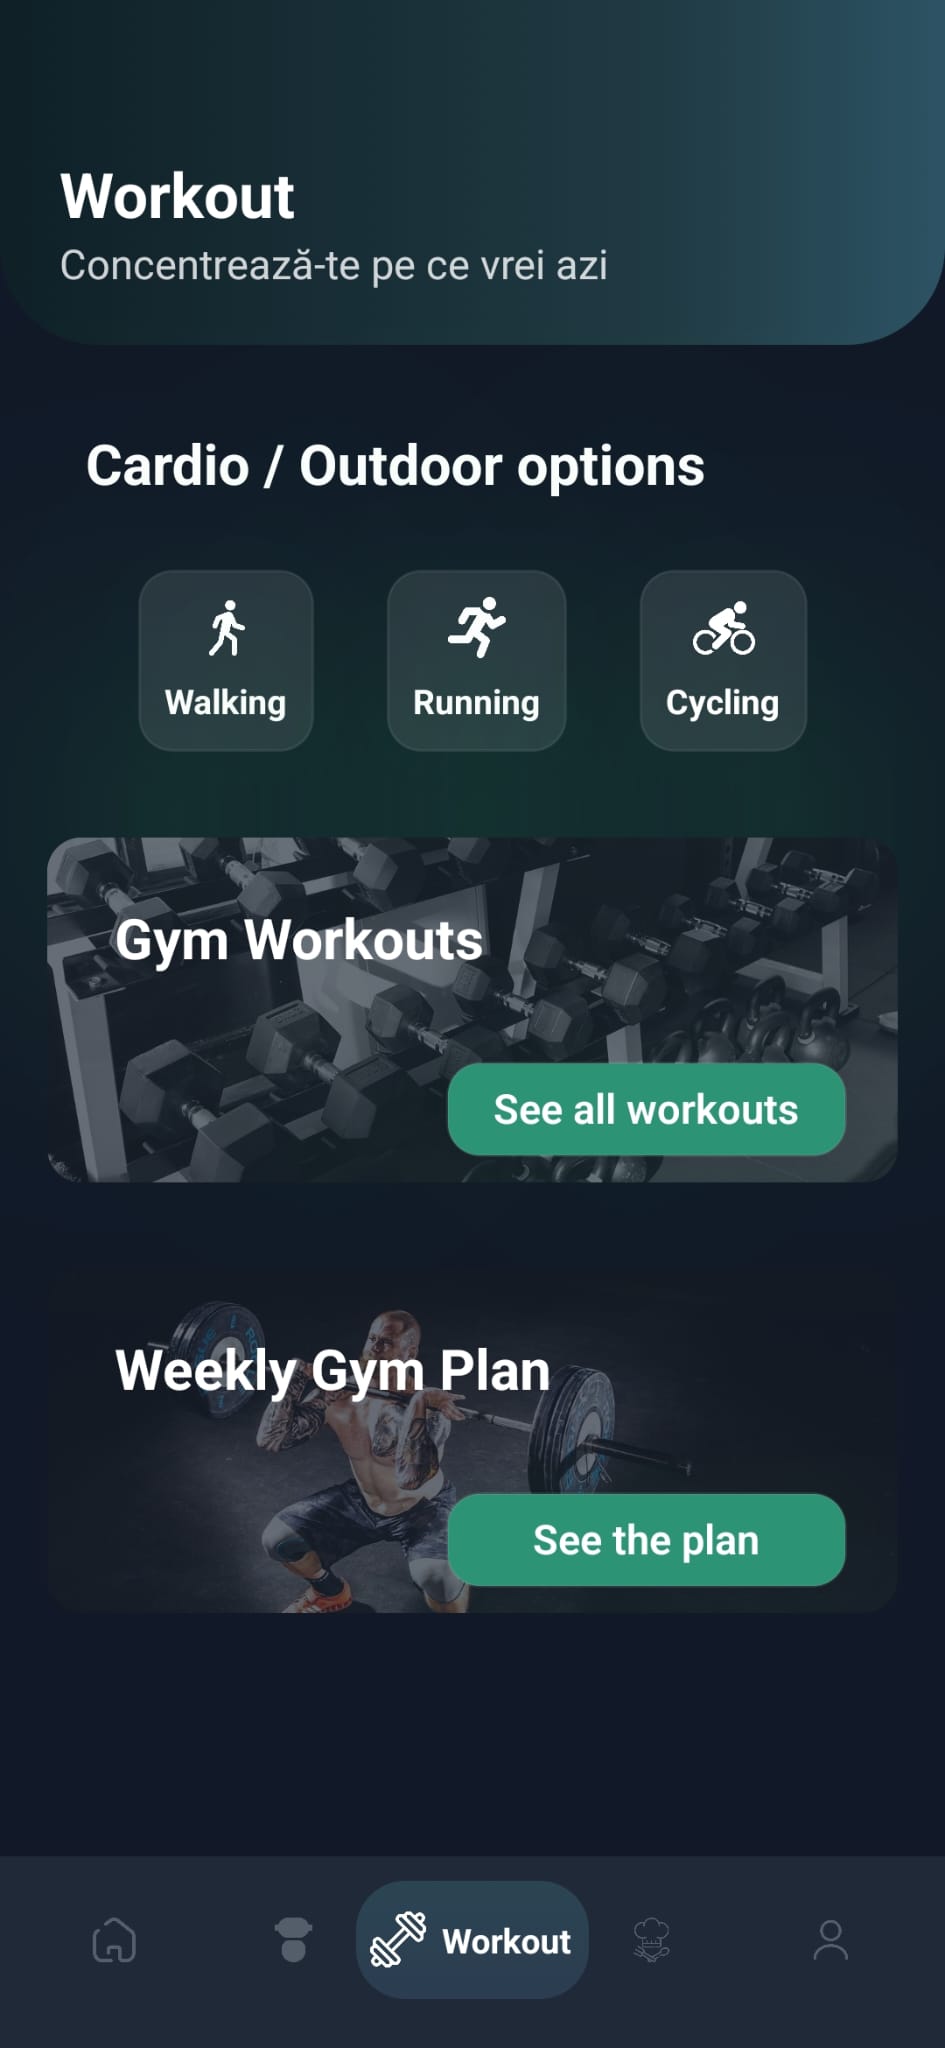 Workout
Concentrează-te pe ce vrei azi
Cardio / Outdoor options
Walking
Running
Cycling
Gym Workouts
See all workouts
Weekly Gym Plan
See the plan
Workout